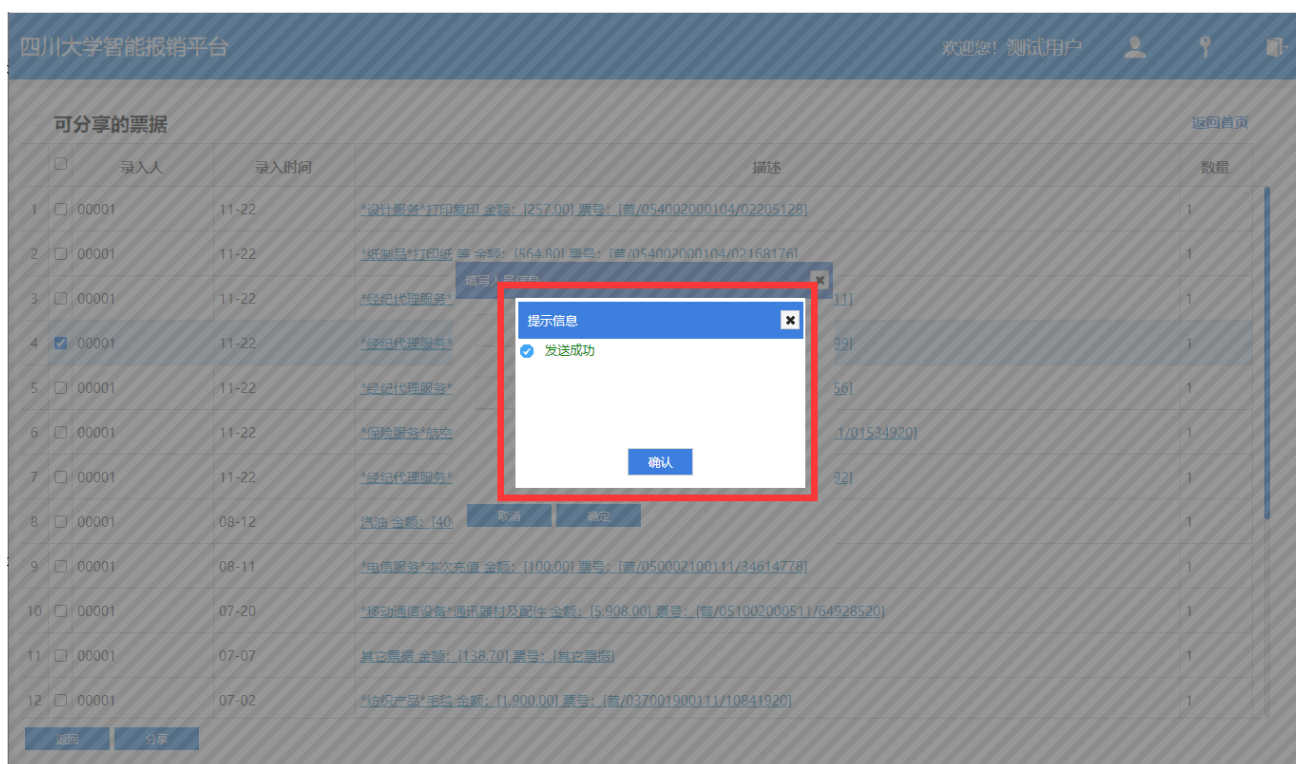 四川大学智能报销平台 欢迎您！测试用户
可分享的票据 返回首页
录入人 录入时间 描述 数量
1 00001 11-22 *设计服务*打印复印 金额：[257.00] 票号：[普/054002000104/02205128] 1
2 00001 11-22 *纸制品*打印纸 等 金额：[564.80] 票号：[普/054002000104/02168176] 1
填写人员信息
3 00001 11-22 *经纪代理服务* 11] 1
提示信息
4 00001 11-22 *经纪代理服务* 99] 1
发送成功
5 00001 11-22 *经纪代理服务* 56] 1
6 00001 11-22 *保险服务*航空 1/01534920] 1
确认
7 00001 11-22 *经纪代理服务* 92] 1
取消 确定
8 00001 08-12 汽油 金额：[40 1
9 00001 08-11 *电信服务*本次充值 金额：[100.00] 票号：[普/050002100111/34614778] 1
10 00001 07-20 *移动通信设备*通讯器材及配件 金额：[5,908.00] 票号：[普/051002000511/64928520] 1
11 00001 07-07 其它票据 金额：[138.70] 票号：[其它票据] 1
12 00001 07-02 *纺织产品*毛毯 金额：[1,900.00] 票号：[普/037001900111/10841920] 1
返回 分享